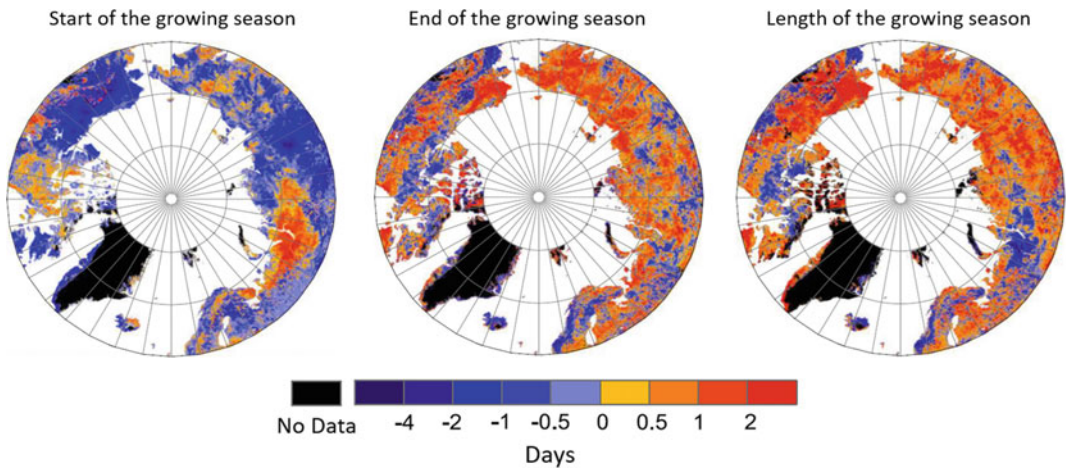 Start of the growing season
End of the growing season
Length of the growing season
No Data
-4 -2 -1 -0.5 0 0.5 1 2
Days